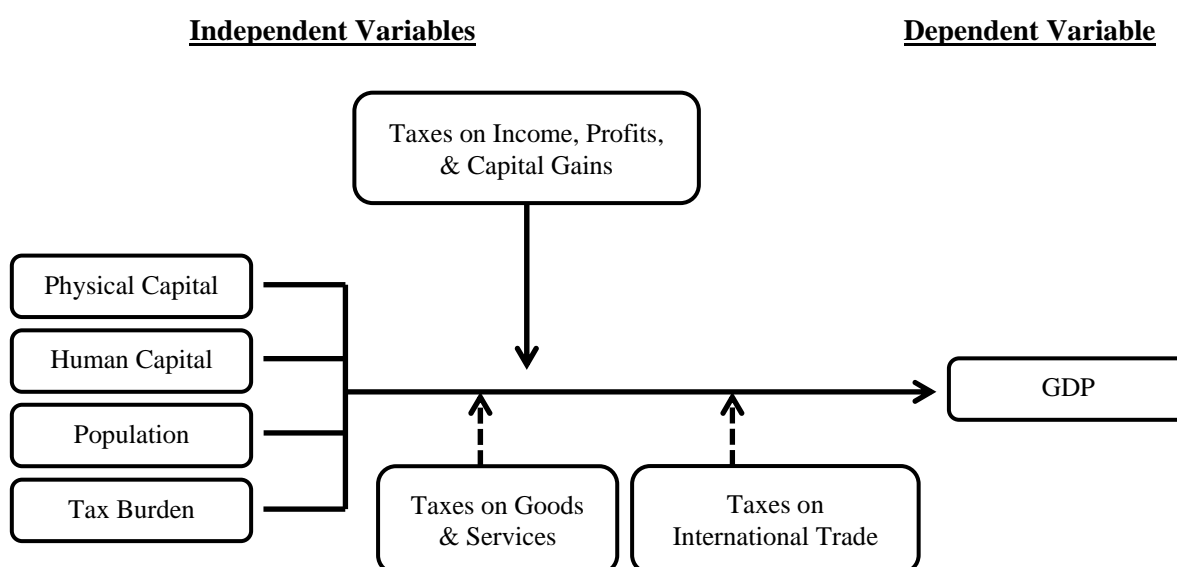 Independent Variables
Dependent Variable
Taxes on Income, Profits,
& Capital Gains
Physical Capital
Human Capital
Population
Tax Burden
GDP
Taxes on Goods
& Services
Taxes on
International Trade